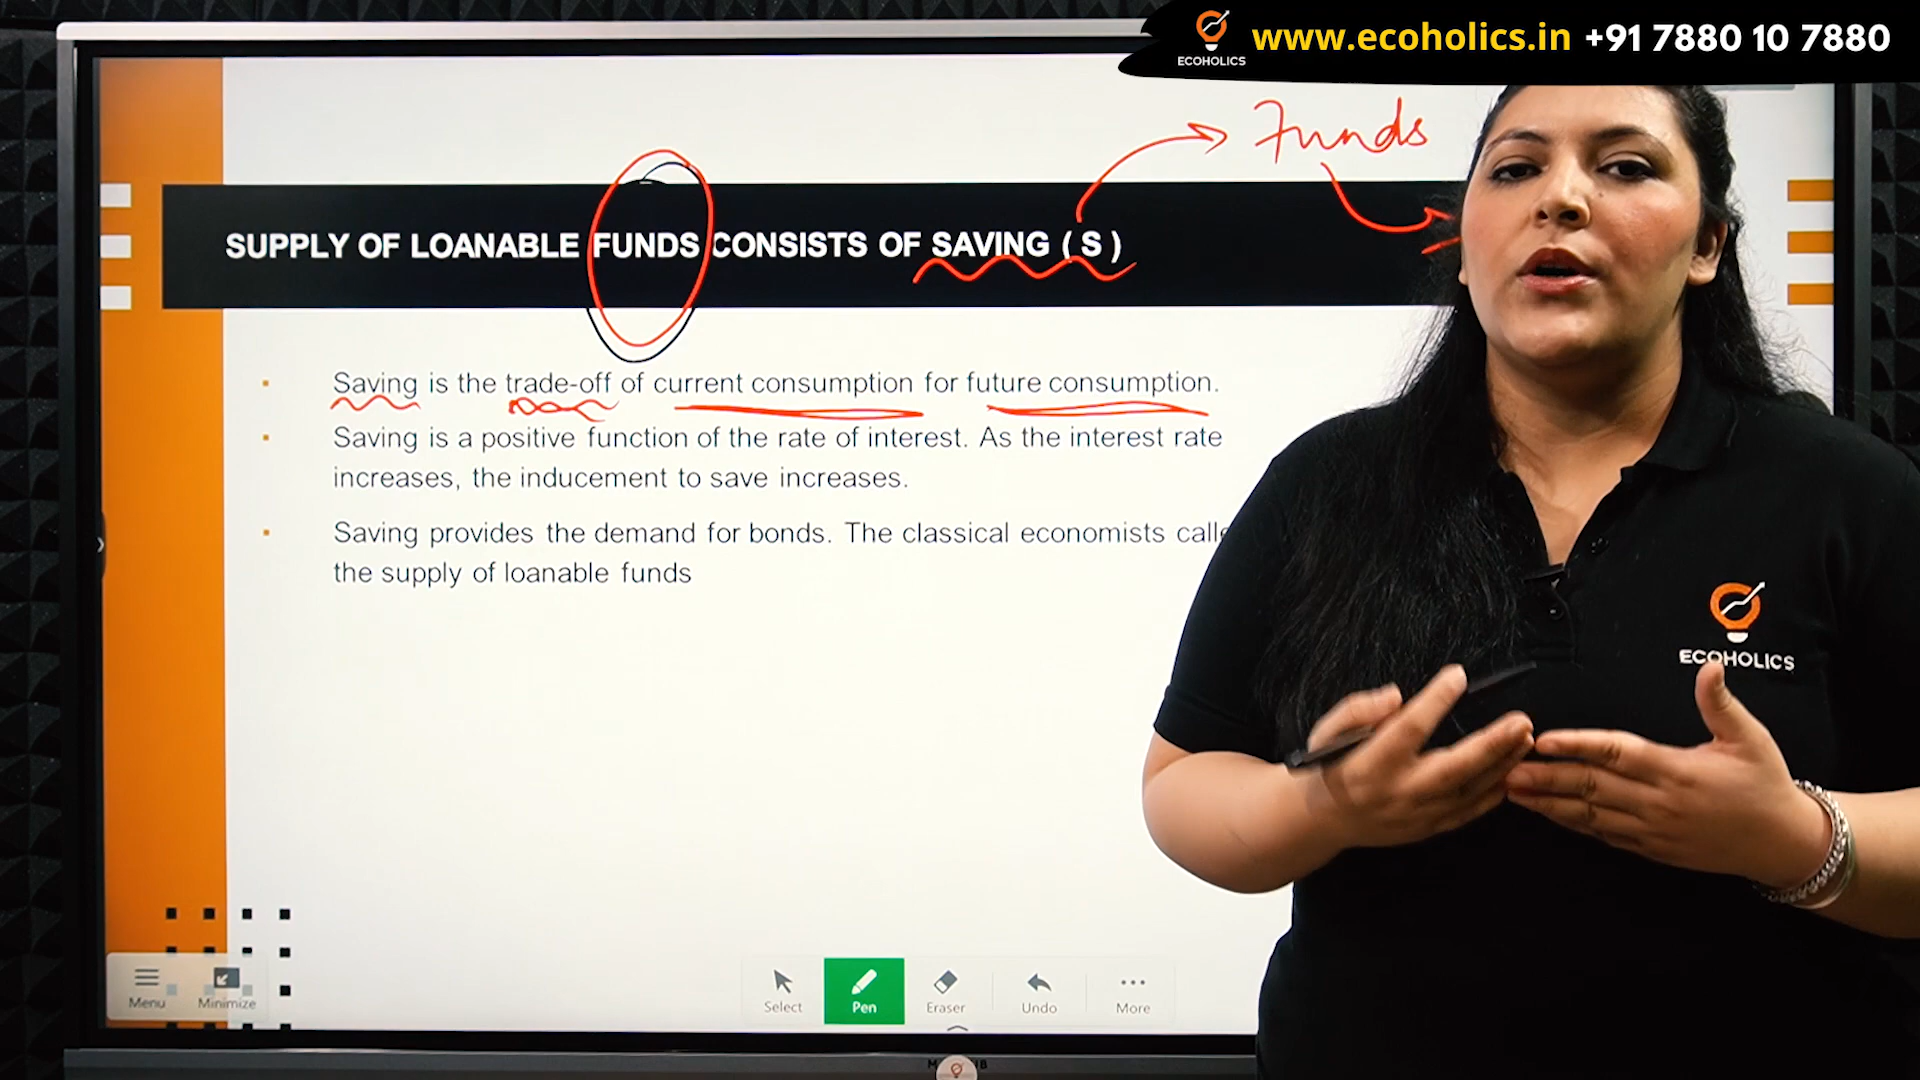 www.ecoholics.in +91 7880 10 7880
ECOHOLICS
Funds
SUPPLY OF LOANABLE FUNDS CONSISTS OF SAVING ( S )
Saving is the trade-off of current consumption for future consumption.
Saving is a positive function of the rate of interest. As the interest rate
increases, the inducement to save increases.
Saving provides the demand for bonds. The classical economists
the supply of loanable funds
ECOHOLICS
Menu
Minimize
Select
Pen
Eraser
Undo
More